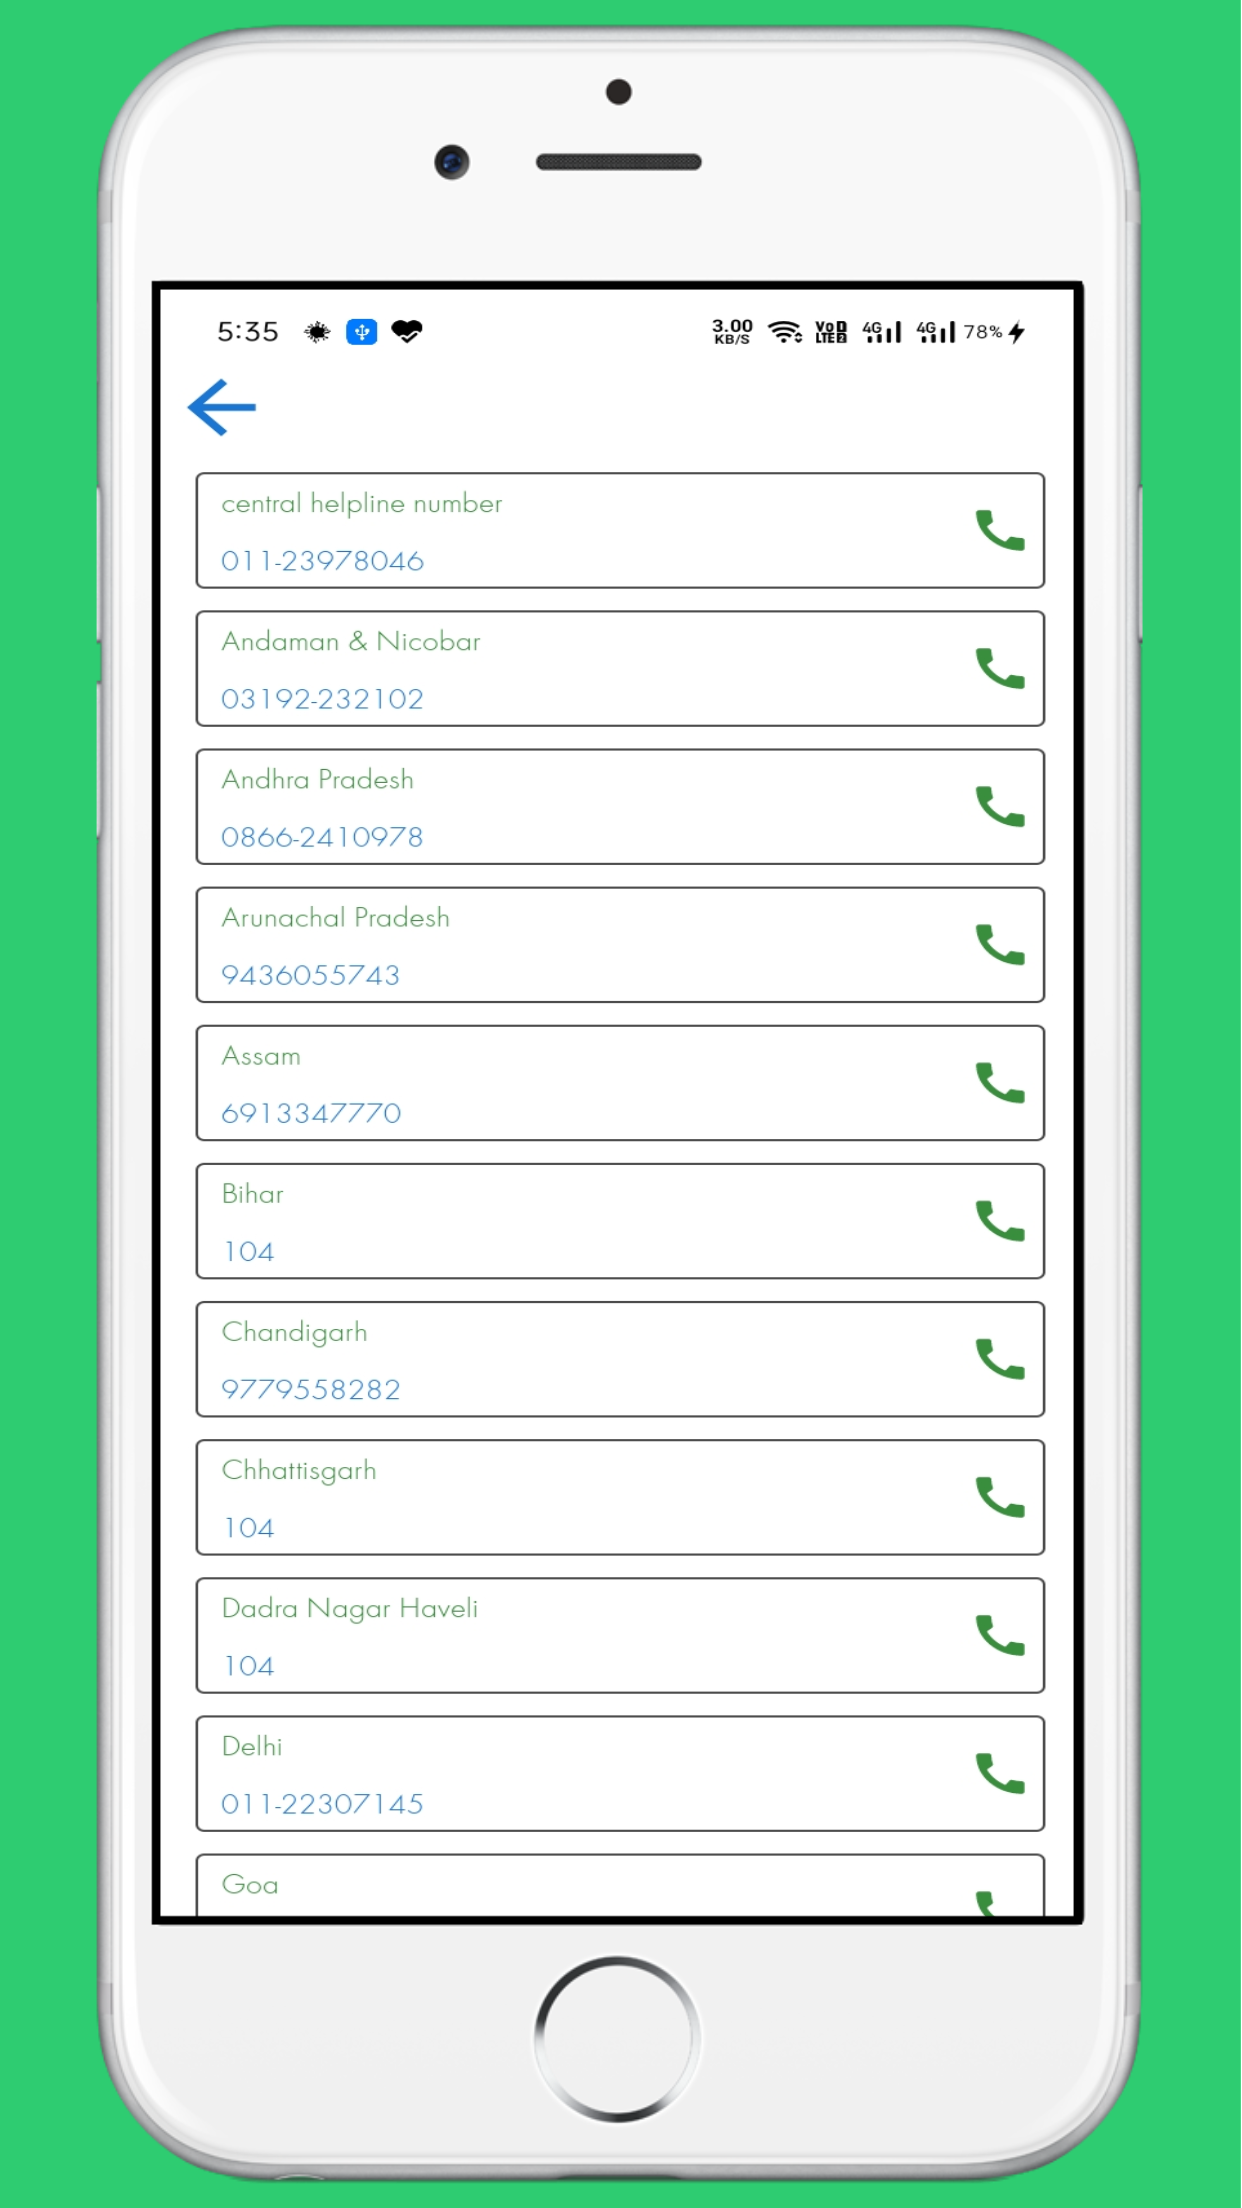 5:35 3.00 KB/S VoD LTE 2 4G 4G 78%
central helpline number
011-23978046
Andaman & Nicobar
03192-232102
Andhra Pradesh
0866-2410978
Arunachal Pradesh
9436055743
Assam
6913347770
Bihar
104
Chandigarh
9779558282
Chhattisgarh
104
Dadra Nagar Haveli
104
Delhi
011-22307145
Goa